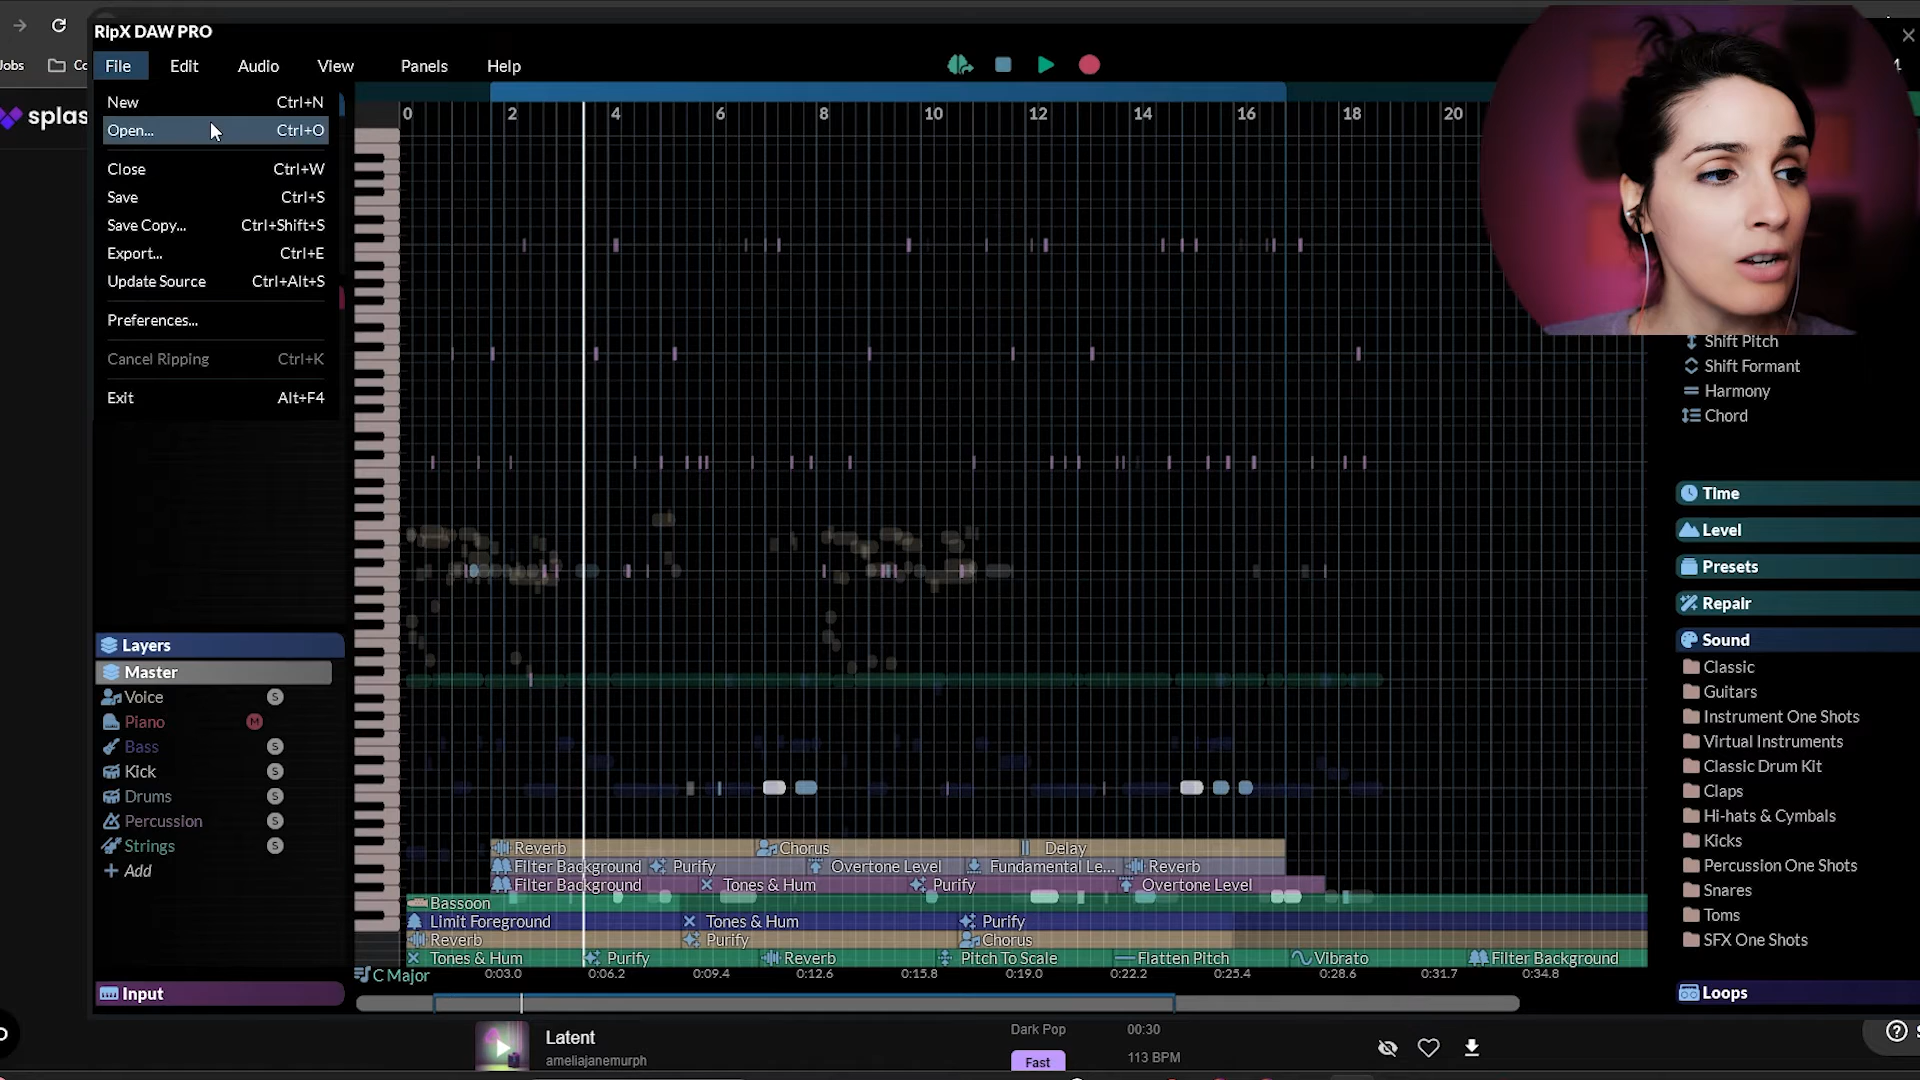 RipX DAW PRO
File Edit Audio View Panels Help
Jobs
splas
New Ctrl+N
Open... Ctrl+O
Close Ctrl+W
Save Ctrl+S
Save Copy... Ctrl+Shift+S
Export... Ctrl+E
Update Source Ctrl+Alt+S
Preferences...
Cancel Ripping Ctrl+K
Exit Alt+F4
0 2 4 6 8 10 12 14 16 18 20
Shift Pitch
Shift Formant
Harmony
Chord
Time
Level
Presets
Repair
Sound
Classic
Guitars
Instrument One Shots
Virtual Instruments
Classic Drum Kit
Claps
Hi-hats & Cymbals
Kicks
Percussion One Shots
Snares
Toms
SFX One Shots
Loops
Layers
Master
Voice S
Piano M
Bass S
Kick S
Drums S
Percussion S
Strings S
+ Add
Input
Reverb Chorus Delay
Filter Background Purify Overtone Level Fundamental Le... Reverb
Filter Background Tones & Hum Purify Overtone Level
Bassoon
Limit Foreground Tones & Hum Purify
Reverb Purify Chorus
Tones & Hum Purify Reverb Pitch To Scale Flatten Pitch Vibrato Filter Background
C Major 0:03.0 0:06.2 0:09.4 0:12.6 0:15.8 0:19.0 0:22.2 0:25.4 0:28.6 0:31.7 0:34.8
Latent
ameliajanemurph
Dark Pop 00:30
Fast 113 BPM